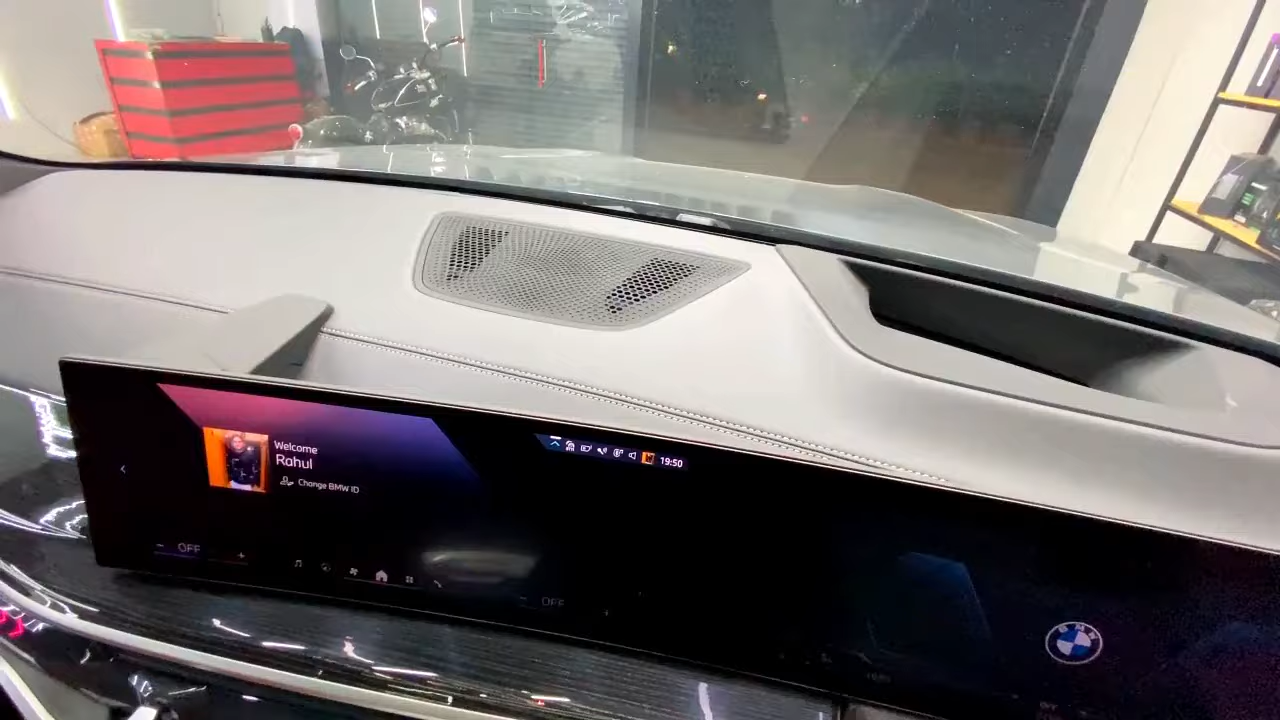 Welcome
Rahul
Change BMW ID
19:50
OFF
OFF
BMW